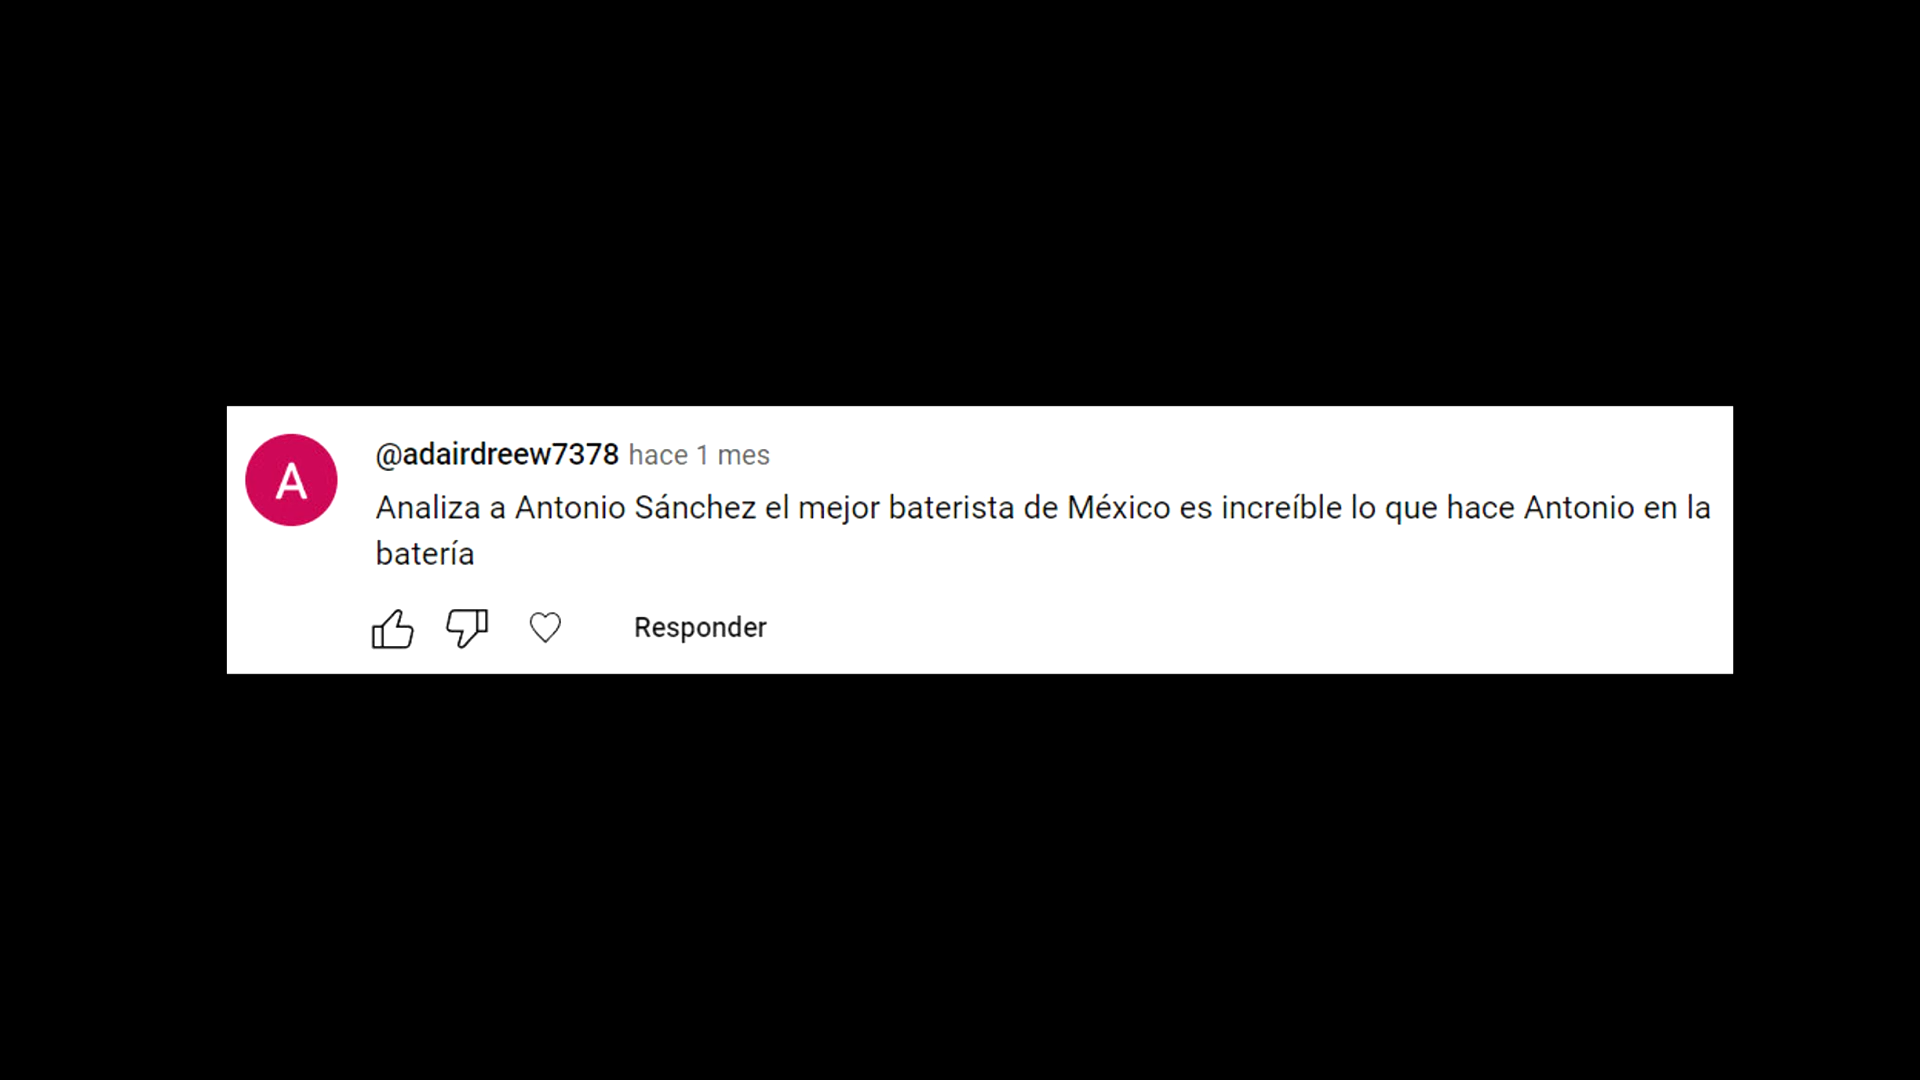 A
@adairdreew7378 hace 1 mes
Analiza a Antonio Sánchez el mejor baterista de México es increíble lo que hace Antonio en la
batería
Responder